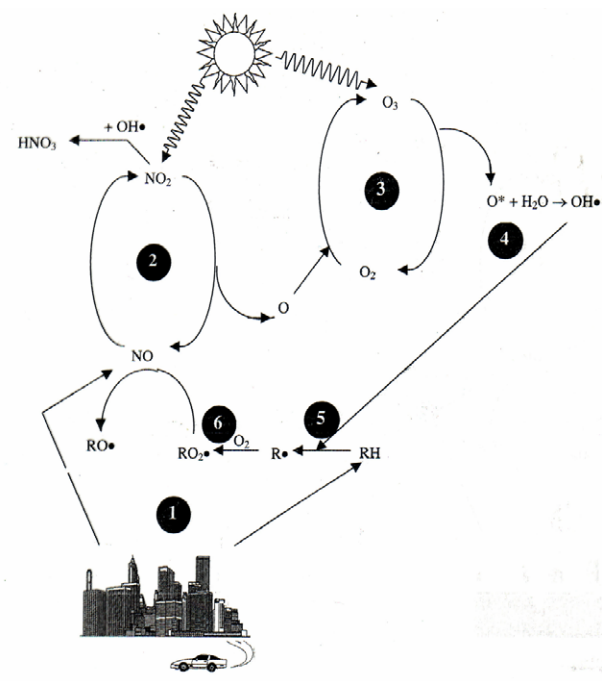 O₃
+ OH•
HNO₃
NO₂
3
O* + H₂O → OH•
4
2
O₂
O
NO
6
5
RO•
RO₂•
O₂
R•
RH
1